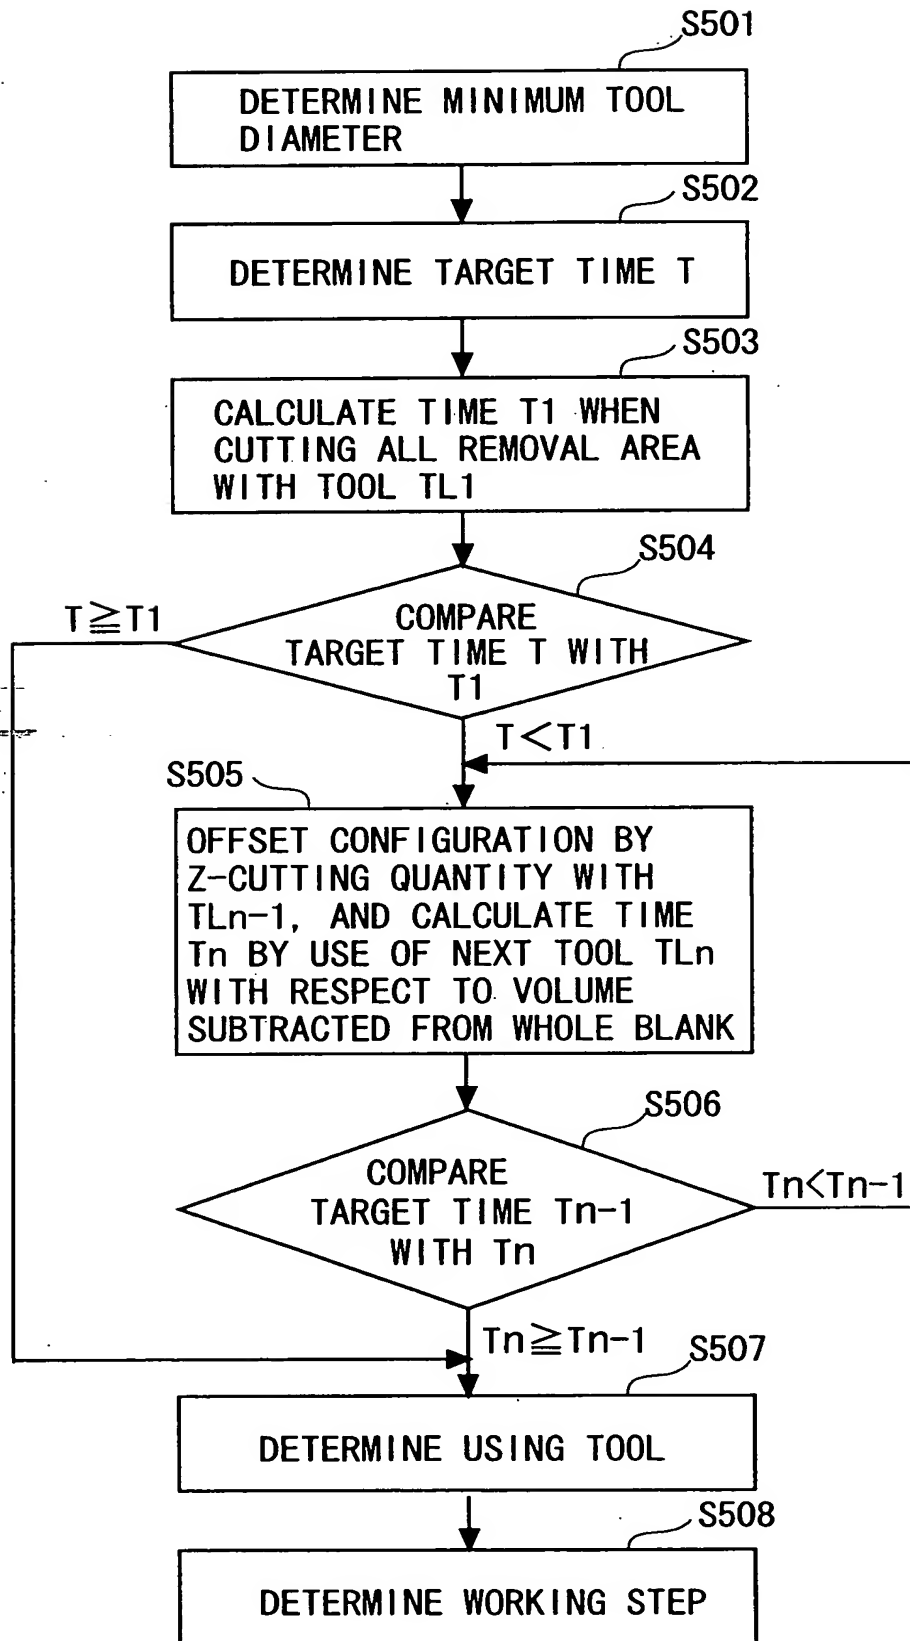 S501
DETERMINE MINIMUM TOOL
DIAMETER
S502
DETERMINE TARGET TIME T
S503
CALCULATE TIME T1 WHEN
CUTTING ALL REMOVAL AREA
WITH TOOL TL1
S504
T≧T1
COMPARE
TARGET TIME T WITH
T1
T<T1
S505
OFFSET CONFIGURATION BY
Z-CUTTING QUANTITY WITH
TLn-1, AND CALCULATE TIME
Tn BY USE OF NEXT TOOL TLn
WITH RESPECT TO VOLUME
SUBTRACTED FROM WHOLE BLANK
S506
COMPARE
TARGET TIME Tn-1
WITH Tn
Tn<Tn-1
Tn≧Tn-1
S507
DETERMINE USING TOOL
S508
DETERMINE WORKING STEP